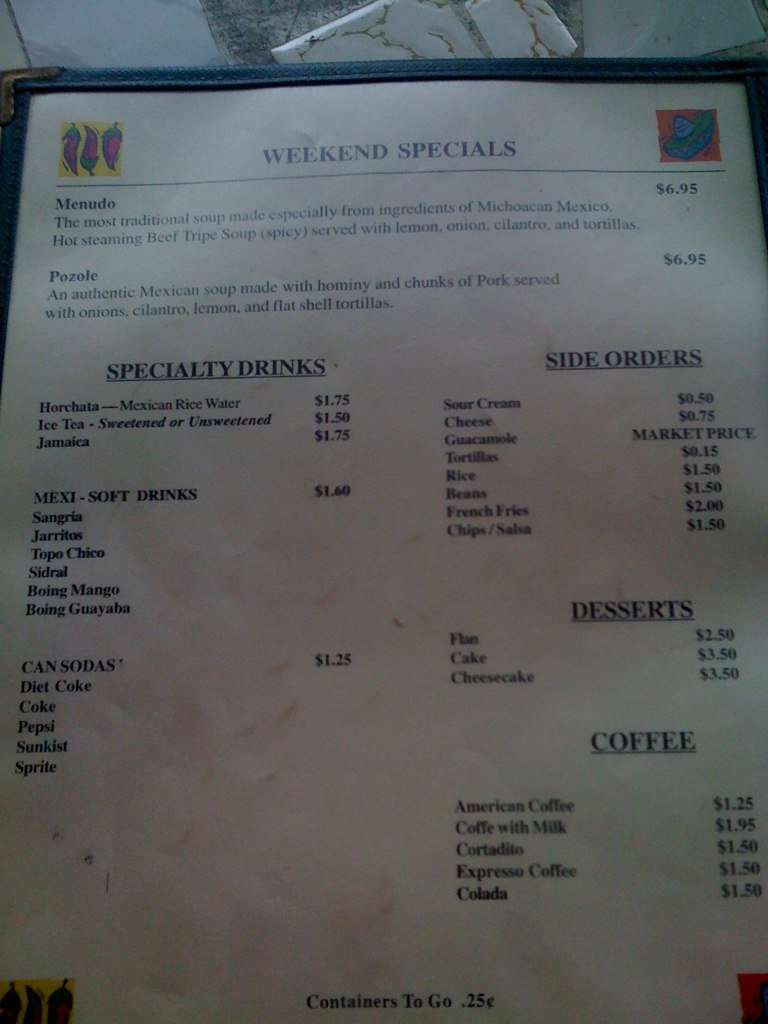 WEEKEND SPECIALS
Menudo $6.95
The most traditional soup made especially from ingredients of Michoacan Mexico.
Hot steaming Beef Tripe Soup (spicy) served with lemon, onion, cilantro, and tortillas.
Pozole $6.95
An authentic Mexican soup made with hominy and chunks of Pork served
with onions, cilantro, lemon, and flat shell tortillas.
SPECIALTY DRINKS
Horchata — Mexican Rice Water $1.75
Ice Tea - Sweetened or Unsweetened $1.50
Jamaica $1.75
MEXI - SOFT DRINKS $1.60
Sangria
Jarritos
Topo Chico
Sidral
Boing Mango
Boing Guayaba
CAN SODAS $1.25
Diet Coke
Coke
Pepsi
Sunkist
Sprite
SIDE ORDERS
Sour Cream $0.50
Cheese $0.75
Guacamole MARKET PRICE
Tortillas $0.15
Rice $1.50
Beans $1.50
French Fries $2.00
Chips / Salsa $1.50
DESSERTS
Flan $2.50
Cake $3.50
Cheesecake $3.50
COFFEE
American Coffee $1.25
Coffe with Milk $1.95
Cortadito $1.50
Expresso Coffee $1.50
Colada $1.50
Containers To Go .25¢